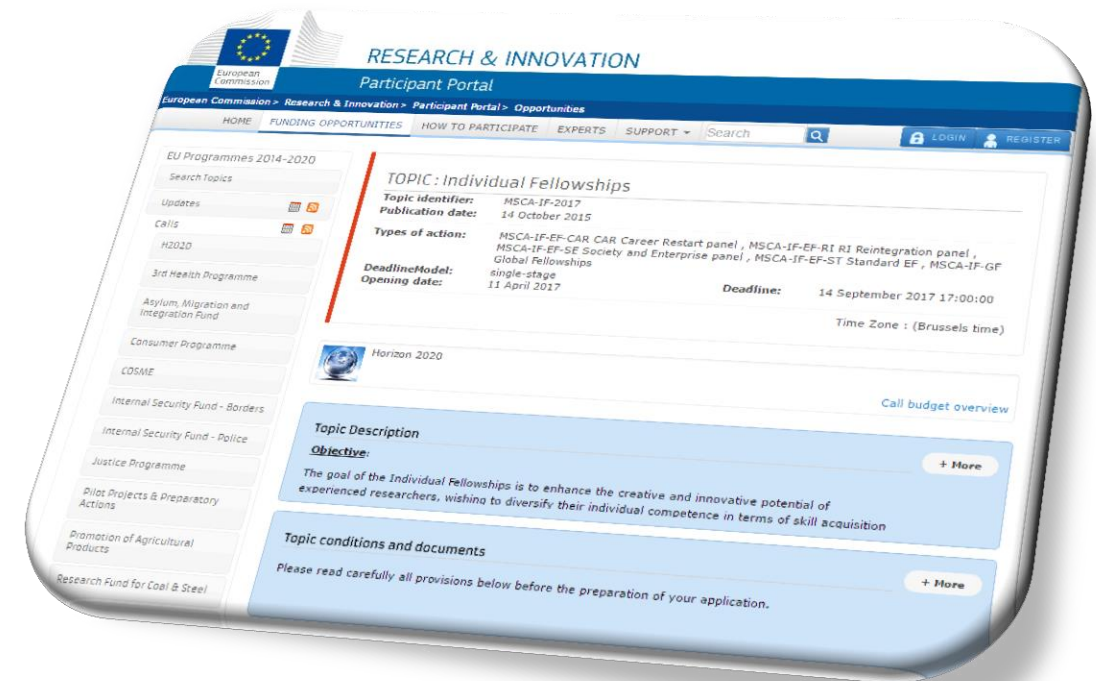 European
Commission
RESEARCH & INNOVATION
Participant Portal
European Commission > Research & Innovation > Participant Portal > Opportunities
HOME FUNDING OPPORTUNITIES HOW TO PARTICIPATE EXPERTS SUPPORT Search LOGIN REGISTER
EU Programmes 2014-2020
Search Topics
Updates
Calls
H2020
3rd Health Programme
Asylum, Migration and
Integration Fund
Consumer Programme
COSME
Internal Security Fund - Borders
Internal Security Fund - Police
Justice Programme
Pilot Projects & Preparatory
Actions
Promotion of Agricultural
Products
Research Fund for Coal & Steel
TOPIC : Individual Fellowships
Topic identifier: MSCA-IF-2017
Publication date: 14 October 2015
Types of action: MSCA-IF-EF-CAR CAR Career Restart panel , MSCA-IF-EF-RI RI Reintegration panel ,
MSCA-IF-EF-SE Society and Enterprise panel , MSCA-IF-EF-ST Standard EF , MSCA-IF-GF
Global Fellowships
DeadlineModel: single-stage
Opening date: 11 April 2017 Deadline: 14 September 2017 17:00:00
Time Zone : (Brussels time)
Horizon 2020
Call budget overview
Topic Description
+ More
Objective:
The goal of the Individual Fellowships is to enhance the creative and innovative potential of
experienced researchers, wishing to diversify their individual competence in terms of skill acquisition
Topic conditions and documents
+ More
Please read carefully all provisions below before the preparation of your application.